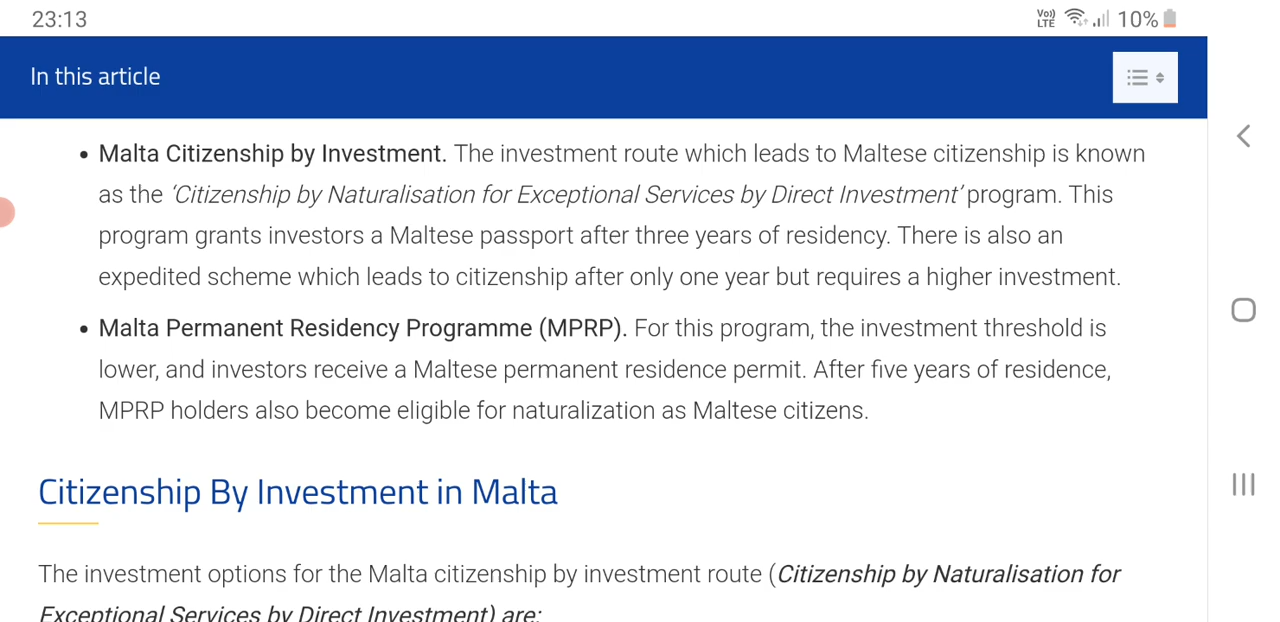 23:13
Vo)) LTE 10%
In this article
• Malta Citizenship by Investment. The investment route which leads to Maltese citizenship is known
as the ‘Citizenship by Naturalisation for Exceptional Services by Direct Investment’ program. This
program grants investors a Maltese passport after three years of residency. There is also an
expedited scheme which leads to citizenship after only one year but requires a higher investment.
• Malta Permanent Residency Programme (MPRP). For this program, the investment threshold is
lower, and investors receive a Maltese permanent residence permit. After five years of residence,
MPRP holders also become eligible for naturalization as Maltese citizens.
Citizenship By Investment in Malta
The investment options for the Malta citizenship by investment route (Citizenship by Naturalisation for
Exceptional Services by Direct Investment) are: